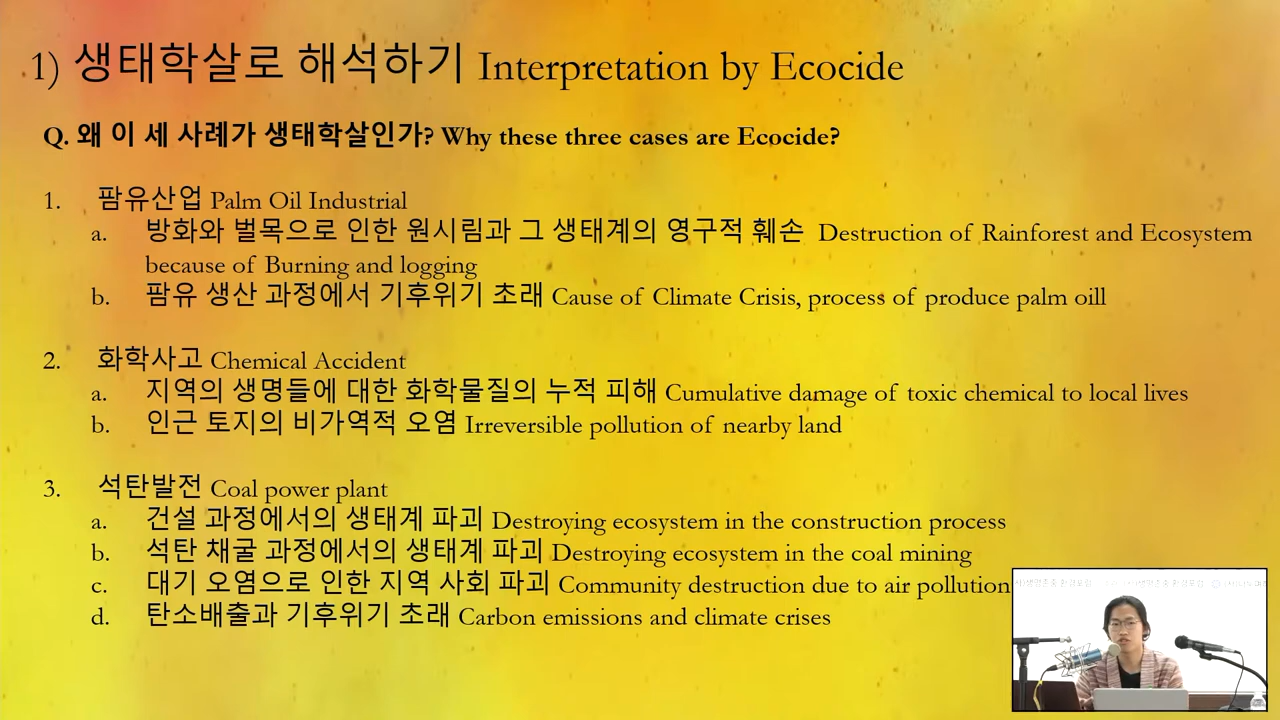 1) 생태학살로 해석하기 Interpretation by Ecocide
Q. 왜 이 세 사례가 생태학살인가? Why these three cases are Ecocide?
1. 팜유산업 Palm Oil Industrial
a. 방화와 벌목으로 인한 원시림과 그 생태계의 영구적 훼손 Destruction of Rainforest and Ecosystem
because of Burning and logging
b. 팜유 생산 과정에서 기후위기 초래 Cause of Climate Crisis, process of produce palm oill
2. 화학사고 Chemical Accident
a. 지역의 생명들에 대한 화학물질의 누적 피해 Cumulative damage of toxic chemical to local lives
b. 인근 토지의 비가역적 오염 Irreversible pollution of nearby land
3. 석탄발전 Coal power plant
a. 건설 과정에서의 생태계 파괴 Destroying ecosystem in the construction process
b. 석탄 채굴 과정에서의 생태계 파괴 Destroying ecosystem in the coal mining
c. 대기 오염으로 인한 지역 사회 파괴 Community destruction due to air pollution
d. 탄소배출과 기후위기 초래 Carbon emissions and climate crises